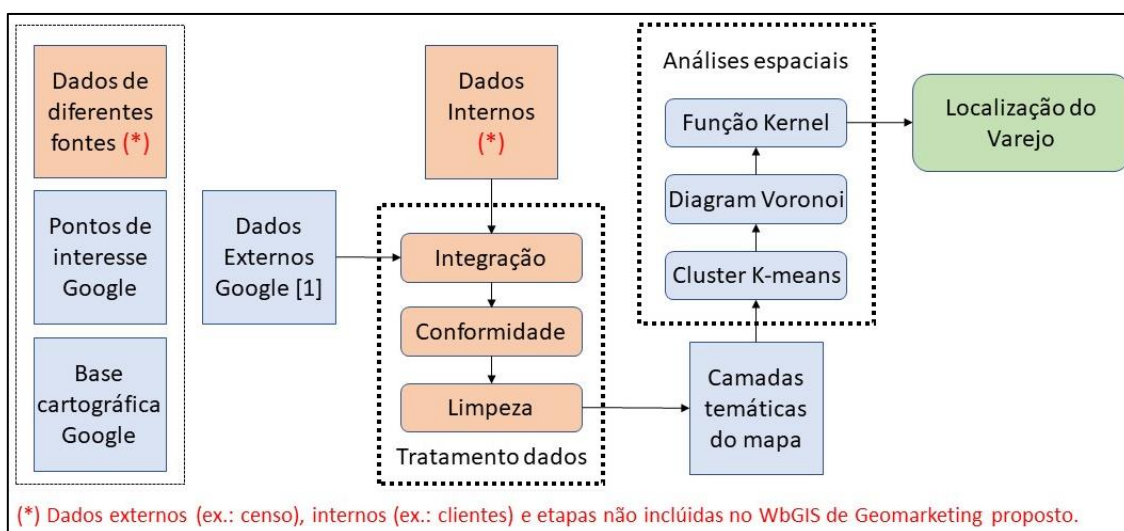 Dados de
diferentes
fontes (*)
Pontos de
interesse
Google
Base
cartográfica
Google
Dados
Externos
Google [1]
Dados
Internos
(*)
Integração
Conformidade
Limpeza
Tratamento dados
Análises espaciais
Função Kernel
Diagram Voronoi
Cluster K-means
Camadas
temáticas
do mapa
Localização do
Varejo
(*) Dados externos (ex.: censo), internos (ex.: clientes) e etapas não inclúidas no WbGIS de Geomarketing proposto.